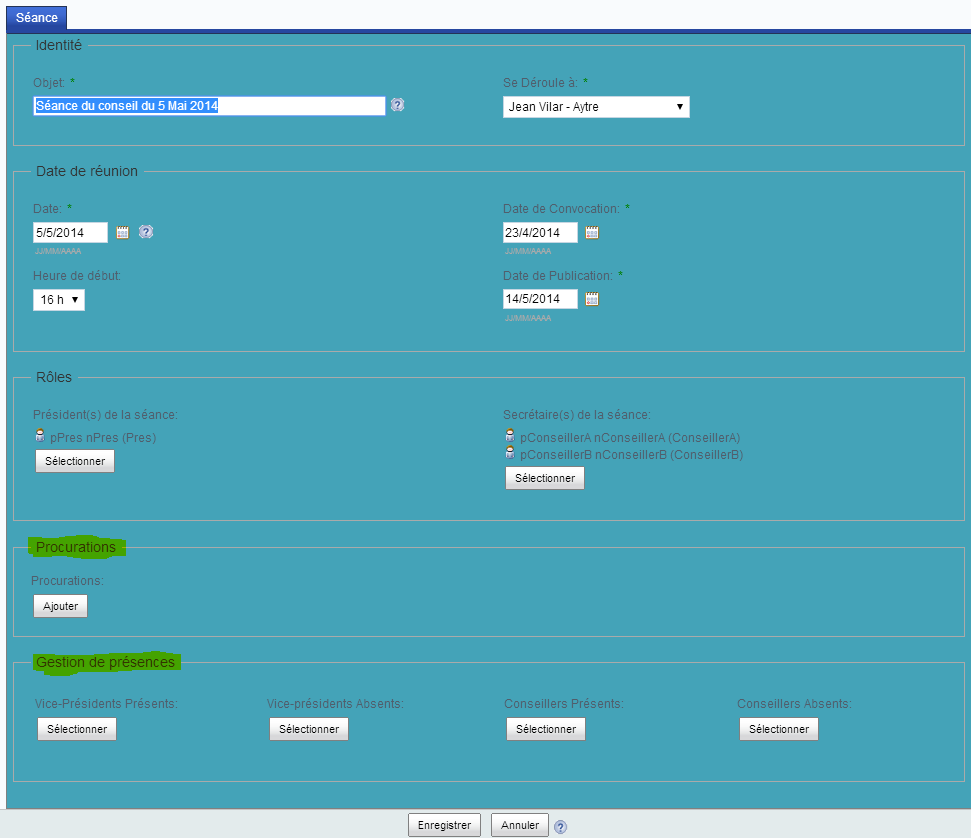 Séance
Identité
Objet: *
Séance du conseil du 5 Mai 2014
Se Déroule à: *
Jean Vilar - Aytre
Date de réunion
Date: *
5/5/2014
JJ/MM/AAAA
Heure de début:
16 h
Date de Convocation: *
23/4/2014
JJ/MM/AAAA
Date de Publication: *
14/5/2014
JJ/MM/AAAA
Rôles
Président(s) de la séance:
pPres nPres (Pres)
Sélectionner
Secrétaire(s) de la séance:
pConseillerA nConseillerA (ConseillerA)
pConseillerB nConseillerB (ConseillerB)
Sélectionner
Procurations
Procurations:
Ajouter
Gestion de présences
Vice-Présidents Présents:
Sélectionner
Vice-présidents Absents:
Sélectionner
Conseillers Présents:
Sélectionner
Conseillers Absents:
Sélectionner
Enregistrer
Annuler